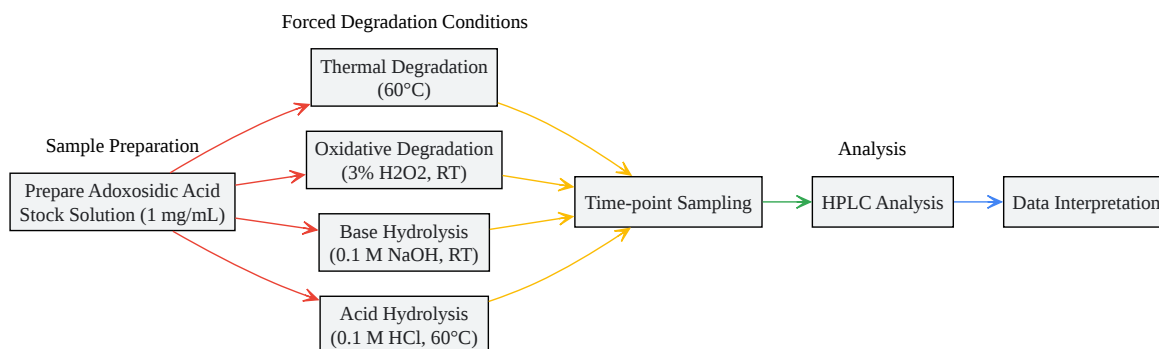 Forced Degradation Conditions
Thermal Degradation
(60°C)
Sample Preparation
Oxidative Degradation
(3% H2O2, RT)
Analysis
Prepare Adoxosidic Acid
Stock Solution (1 mg/mL)
Time-point Sampling
HPLC Analysis
Data Interpretation
Base Hydrolysis
(0.1 M NaOH, RT)
Acid Hydrolysis
(0.1 M HCl, 60°C)